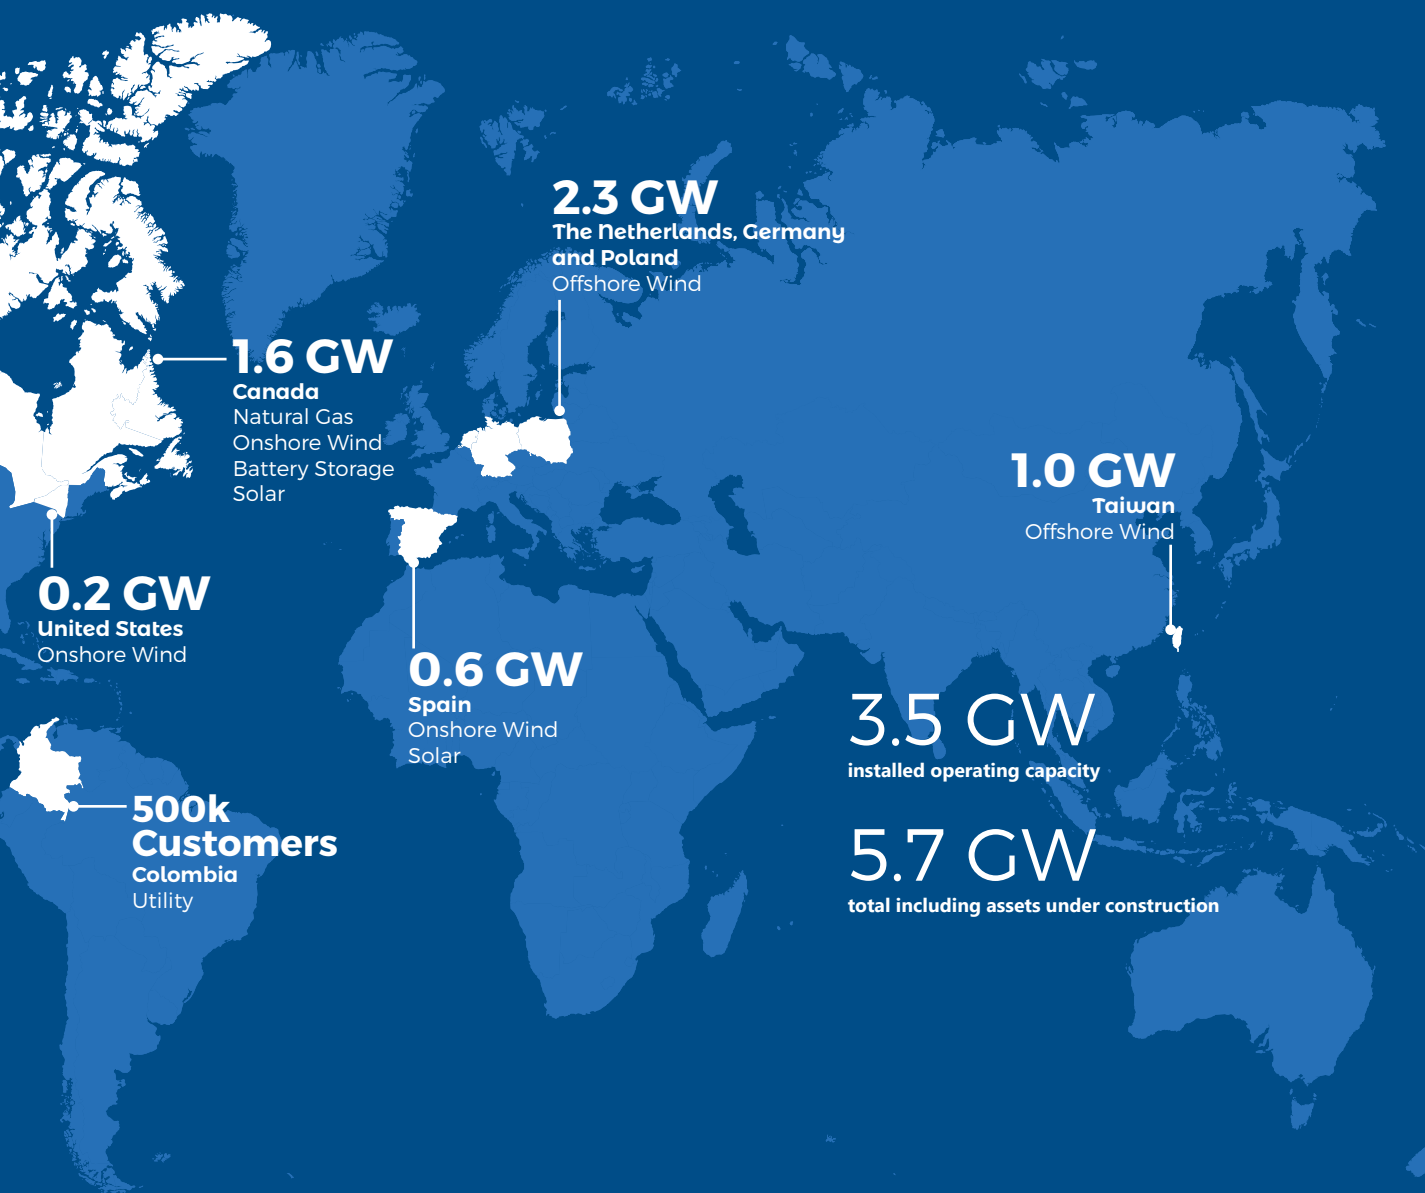 2.3 GW
The Netherlands, Germany
and Poland
Offshore Wind
1.6 GW
Canada
Natural Gas
Onshore Wind
Battery Storage
Solar
1.0 GW
Taiwan
Offshore Wind
0.2 GW
United States
Onshore Wind
0.6 GW
Spain
Onshore Wind
Solar
3.5 GW
installed operating capacity
500k
Customers
Colombia
Utility
5.7 GW
total including assets under construction